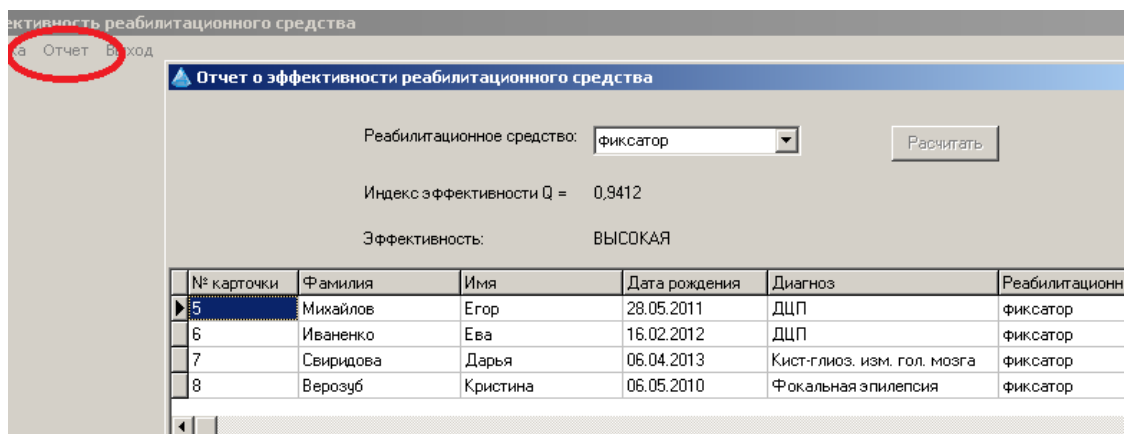 ективность реабилитационного средства
ка Отчет Выход
Отчет о эффективности реабилитационного средства
Реабилитационное средство: фиксатор Расчитать
Индекс эффективности Q = 0,9412
Эффективность: ВЫСОКАЯ
№ карточки Фамилия Имя Дата рождения Диагноз Реабилитационн
5 Михайлов Егор 28.05.2011 ДЦП фиксатор
6 Иваненко Ева 16.02.2012 ДЦП фиксатор
7 Свиридова Дарья 06.04.2013 Кист-глиоз. изм. гол. мозга фиксатор
8 Верозуб Кристина 06.05.2010 Фокальная эпилепсия фиксатор